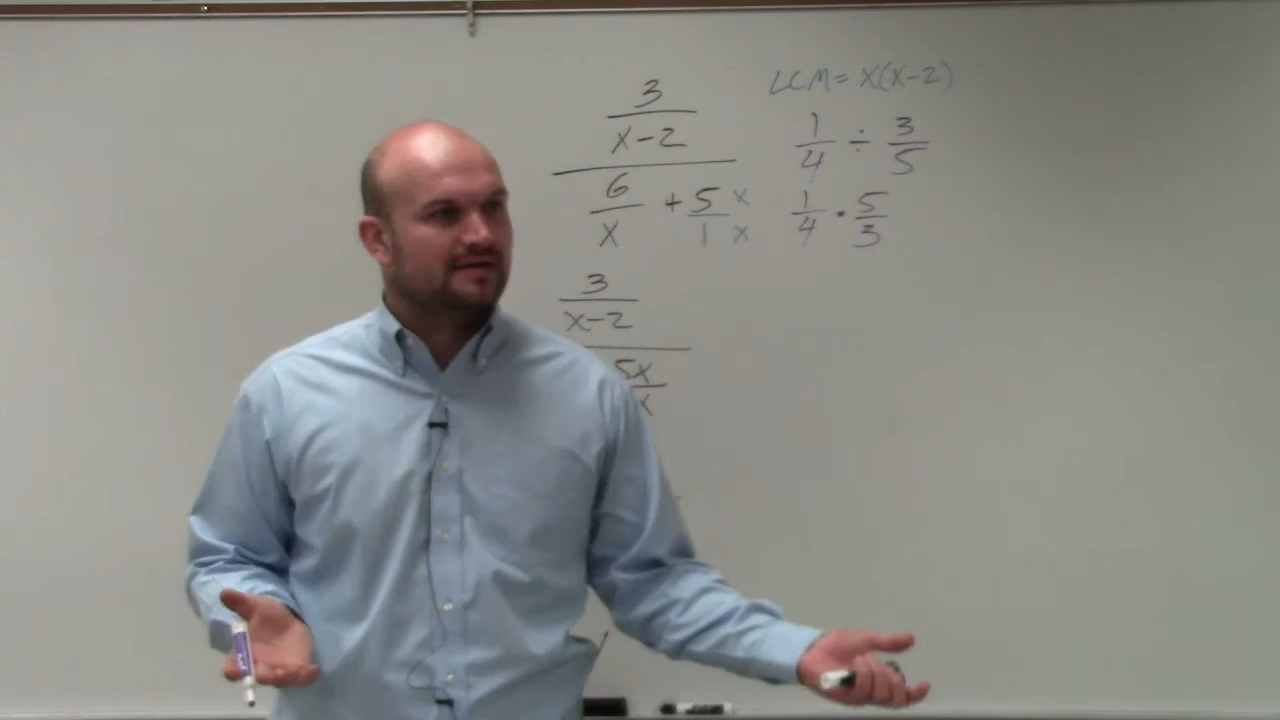 LCM = x(x-2)
3
x-2
6/x + 5/1 x/x
1/4 ÷ 3/5
1/4 · 5/3
3
x-2
5x
x